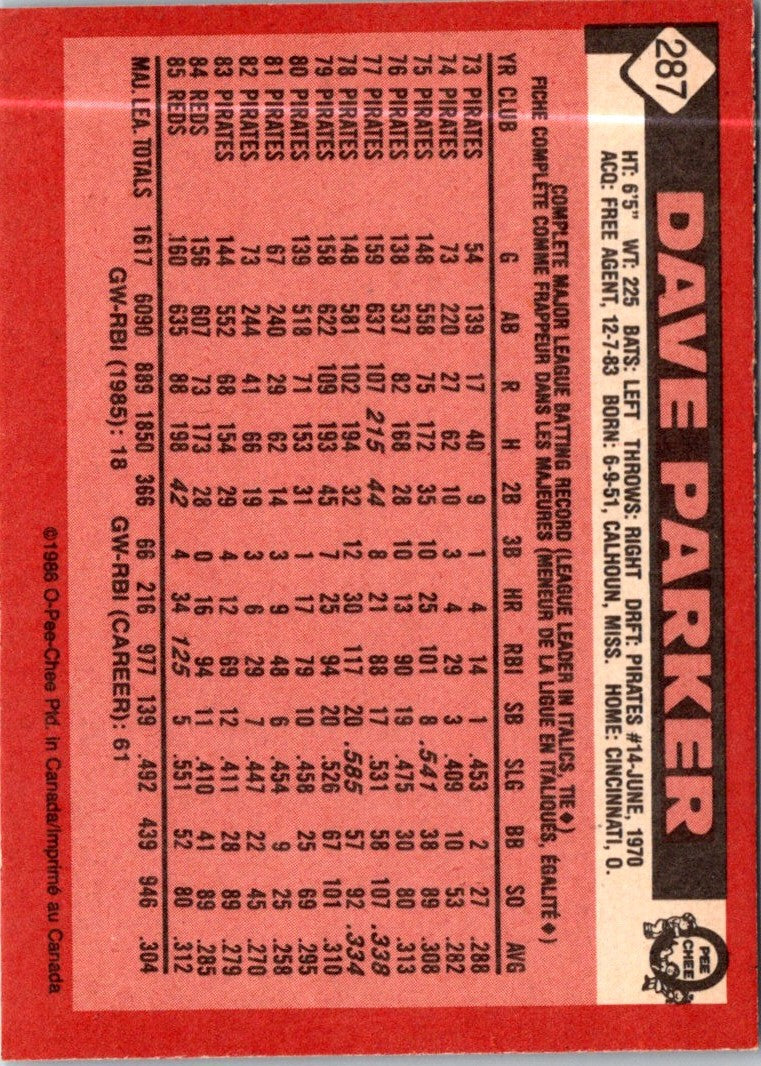 287
DAVE PARKER
O
PEE
CHEE
HT: 6'5" WT: 225 BATS: LEFT THROWS: RIGHT DRFT: PIRATES #14-JUNE, 1970
ACQ: FREE AGENT, 12-7-83 BORN: 6-9-51, CALHOUN, MISS. HOME: CINCINNATI, O.
COMPLETE MAJOR LEAGUE BATTING RECORD (LEAGUE LEADER IN ITALICS, TIE♦)
FICHE COMPLÈTE COMME FRAPPEUR DANS LES MAJEURES (MENEUR DE LA LIGUE EN ITALIQUES, ÉGALITÉ♦)
YR CLUB G AB R H 2B 3B HR RBI SB SLG BB SO AVG
73 PIRATES 54 139 17 40 9 1 4 14 1 .453 2 27 .288
74 PIRATES 73 220 27 62 10 3 4 29 3 .409 10 53 .282
75 PIRATES 148 558 75 172 35 10 25 101 8 .541 38 89 .308
76 PIRATES 138 537 82 168 28 10 13 90 19 .475 30 80 .313
77 PIRATES 159 637 107 215 44 8 21 88 17 .531 58 107 .338
78 PIRATES 148 581 102 194 32 12 30 117 20 .585 57 92 .334
79 PIRATES 158 622 109 193 45 7 25 94 20 .526 67 101 .310
80 PIRATES 139 518 71 153 31 1 17 79 10 .458 25 69 .295
81 PIRATES 67 240 29 62 14 3 9 48 6 .454 9 25 .258
82 PIRATES 73 244 41 66 19 3 6 29 7 .447 22 45 .270
83 PIRATES 144 552 68 154 29 4 12 69 12 .411 28 89 .279
84 REDS 156 607 73 173 28 0 16 94 11 .410 41 89 .285
85 REDS 160 635 88 198 42 4 34 125 5 .551 52 80 .312
MAJ. LEA. TOTALS 1617 6090 889 1850 366 66 216 977 139 .492 439 946 .304
GW-RBI (1985): 18 GW-RBI (CAREER): 61
©1986 O-Pee-Chee Ptd. in Canada/Imprimé au Canada